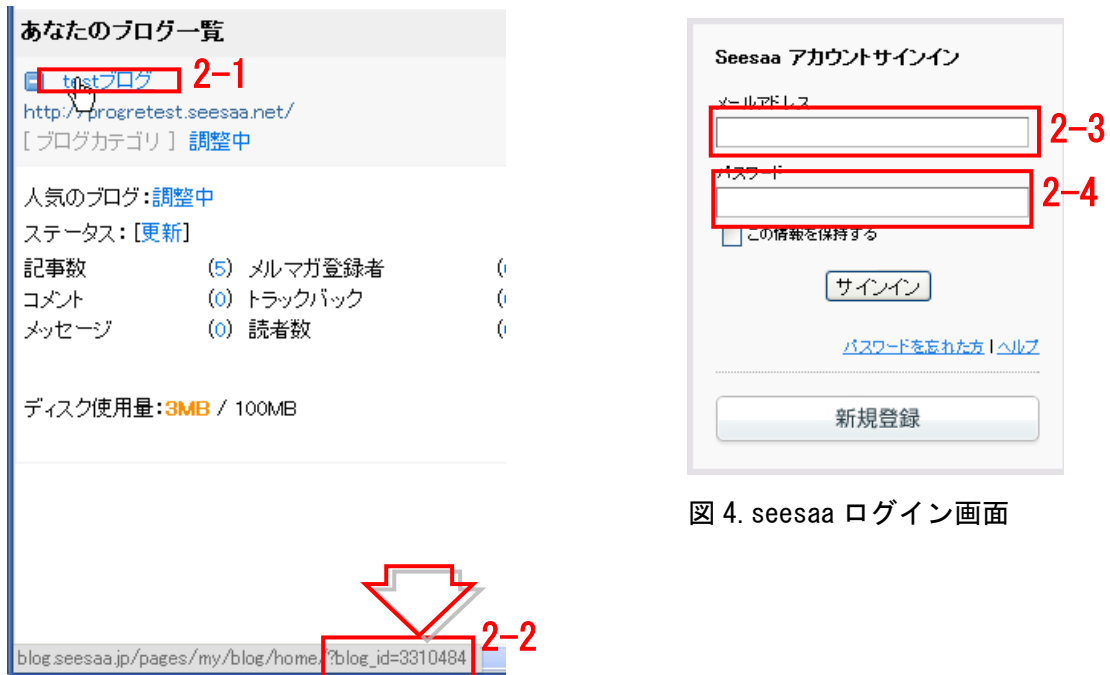 あなたのブログ一覧
testブログ
2-1
http://progretest.seesaa.net/
[ ブログカテゴリ ] 調整中
人気のブログ:調整中
ステータス:[更新]
記事数 (5) メルマガ登録者 (
コメント (0) トラックバック (
メッセージ (0) 読者数 (
ディスク使用量:3MB / 100MB
2-2
blog.seesaa.jp/pages/my/blog/home/?blog_id=3310484
Seesaa アカウントサインイン
メールアドレス
2-3
パスワード
2-4
この情報を保持する
サインイン
パスワードを忘れた方 | ヘルプ
新規登録
図 4. seesaa ログイン画面